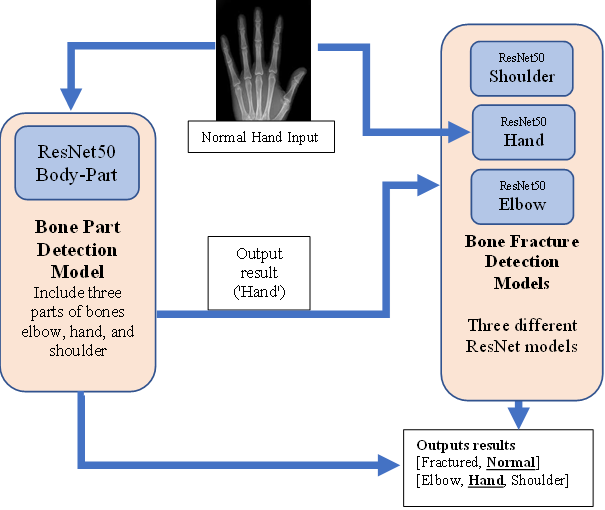 Normal Hand Input
ResNet50
Body-Part
Bone Part
Detection
Model
Include three
parts of bones
elbow, hand, and
shoulder
Output
result
('Hand')
ResNet50
Shoulder
ResNet50
Hand
ResNet50
Elbow
Bone Fracture
Detection
Models
Three different
ResNet models
Outputs results
[Fractured, Normal]
[Elbow, Hand, Shoulder]